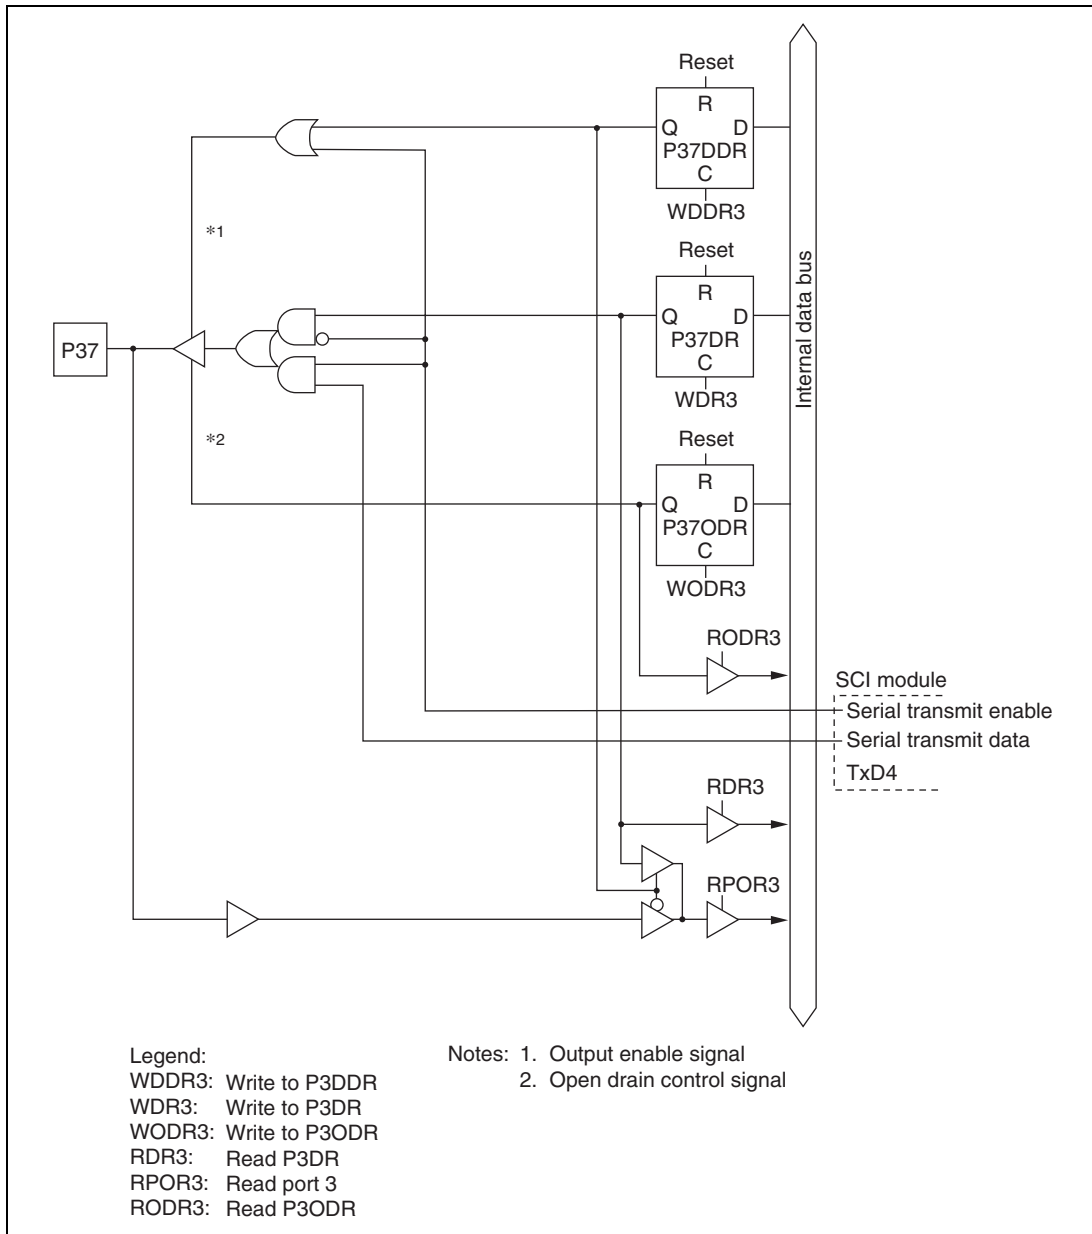 Reset
R
Q D
P37DDR
C
WDDR3
*1
Reset
R
Q D
P37DR
C
WDR3
P37
Internal data bus
*2
Reset
R
Q D
P37ODR
C
WODR3
RODR3
SCI module
Serial transmit enable
Serial transmit data
TxD4
RDR3
RPOR3
Legend:
WDDR3: Write to P3DDR
WDR3: Write to P3DR
WODR3: Write to P3ODR
RDR3: Read P3DR
RPOR3: Read port 3
RODR3: Read P3ODR
Notes: 1. Output enable signal
2. Open drain control signal